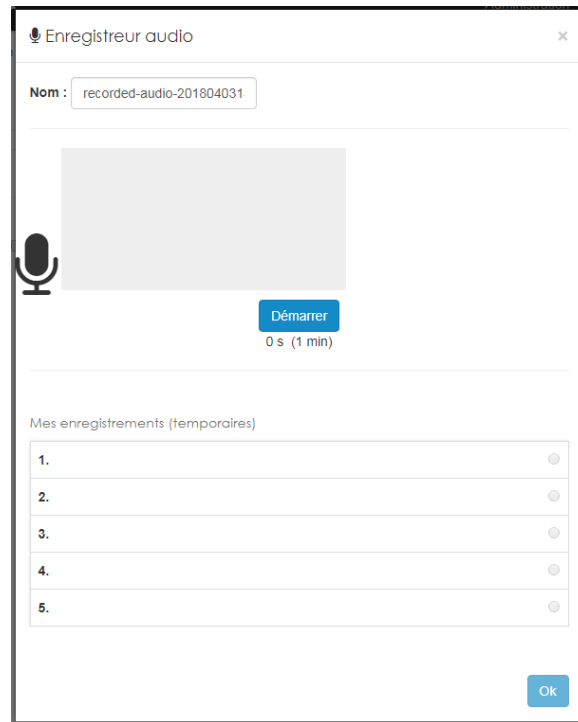 Enregistreur audio ×
Nom : recorded-audio-201804031
Démarrer
0 s (1 min)
Mes enregistrements (temporaires)
1.
2.
3.
4.
5.
Ok